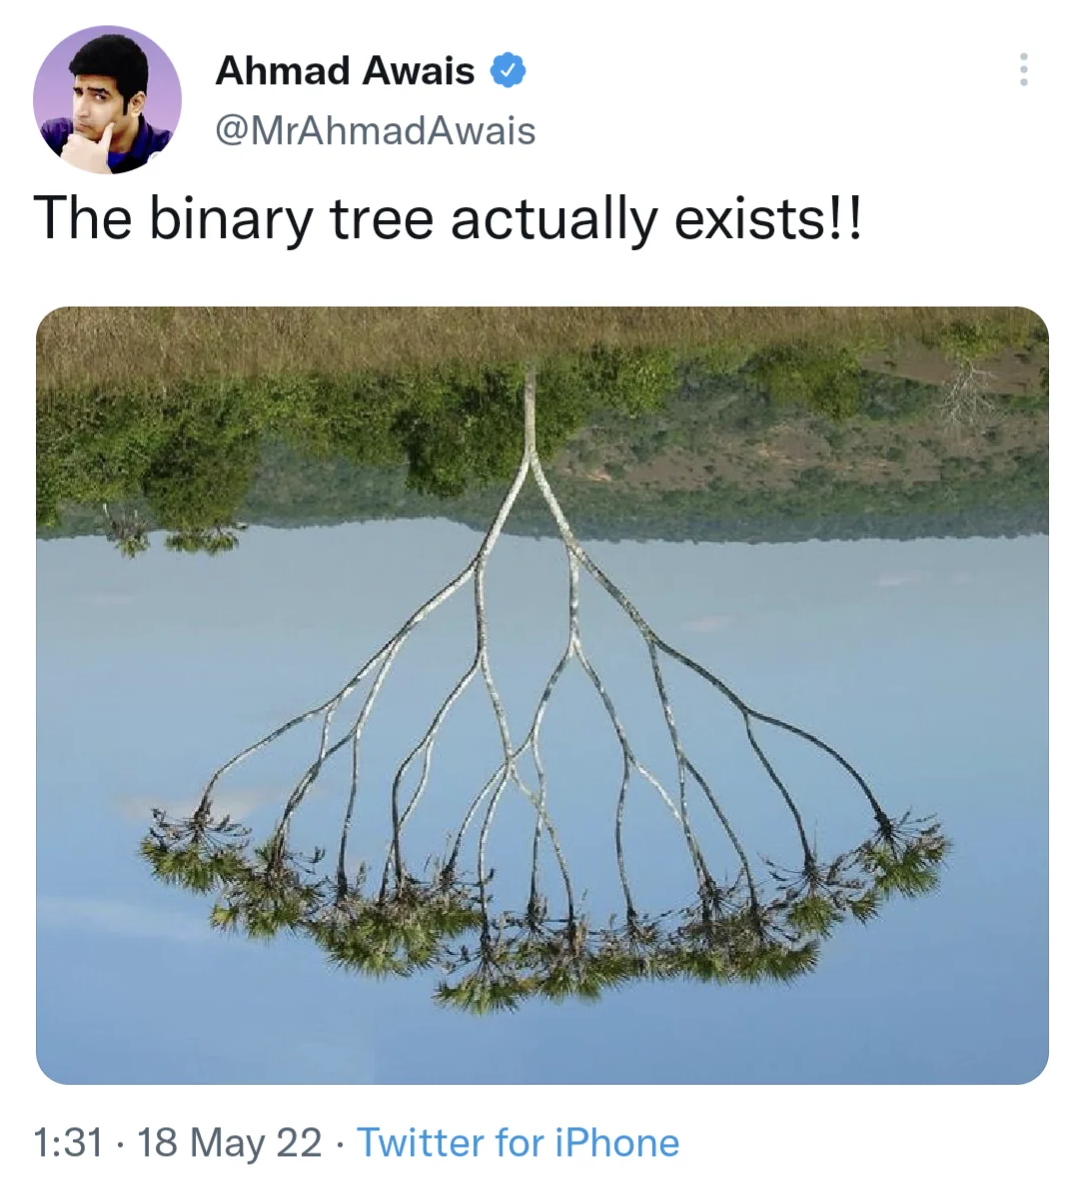 Ahmad Awais
@MrAhmadAwais
The binary tree actually exists!!
1:31 · 18 May 22 · Twitter for iPhone